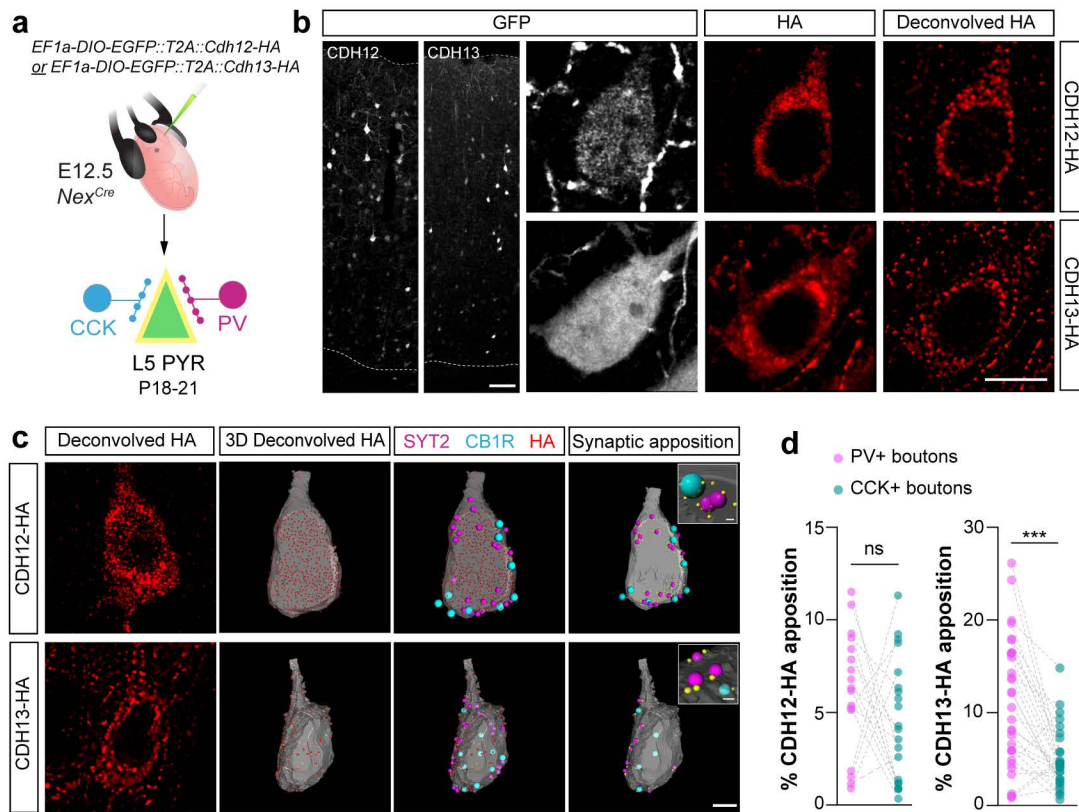 a
EF1a-DIO-EGFP::T2A::Cdh12-HA
or EF1a-DIO-EGFP::T2A::Cdh13-HA
E12.5
NexCre
CCK
PV
L5 PYR
P18-21
b
GFP
HA
Deconvolved HA
CDH12
CDH13
CDH12-HA
CDH13-HA
c
Deconvolved HA
3D Deconvolved HA
SYT2 CB1R HA
Synaptic apposition
CDH12-HA
CDH13-HA
d
PV+ boutons
CCK+ boutons
% CDH12-HA apposition
15
10
5
0
ns
% CDH13-HA apposition
30
20
10
0
***